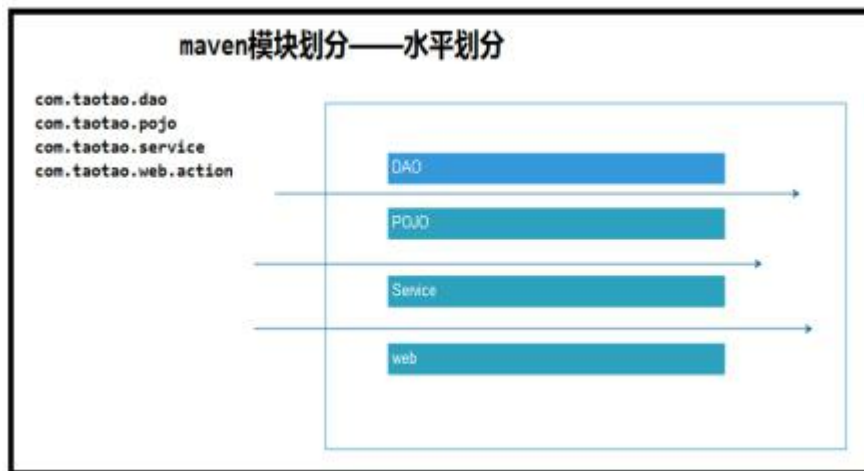 maven模块划分——水平划分
com.taotao.dao
com.taotao.pojo
com.taotao.service
com.taotao.web.action
DAO
POJO
Service
web